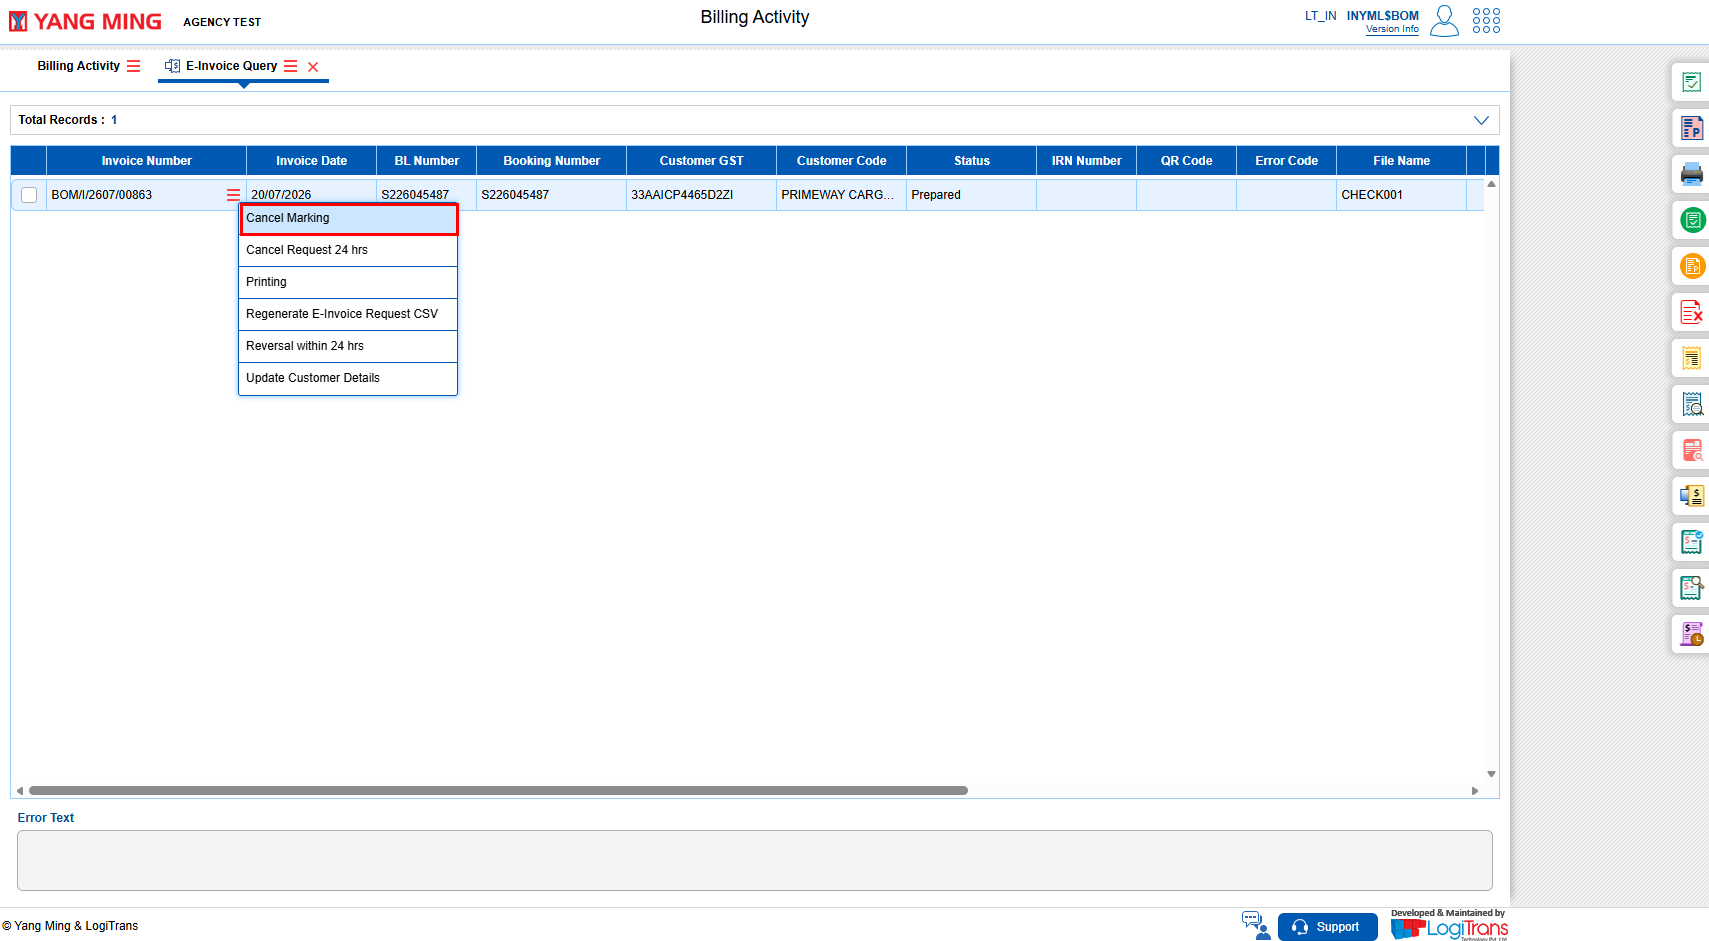 YANG MING
AGENCY TEST
Billing Activity
LT_IN
INYML$BOM
Version Info
Billing Activity
E-Invoice Query
Total Records : 1
Invoice Number
Invoice Date
BL Number
Booking Number
Customer GST
Customer Code
Status
IRN Number
QR Code
Error Code
File Name
BOM/I/2607/00863
20/07/2026
S226045487
S226045487
33AAICP4465D2ZI
PRIMEWAY CARG...
Prepared
CHECK001
Cancel Marking
Cancel Request 24 hrs
Printing
Regenerate E-Invoice Request CSV
Reversal within 24 hrs
Update Customer Details
Error Text
© Yang Ming & LogiTrans
Support
Developed & Maintained by
LogiTrans
Technology Pvt. Ltd.